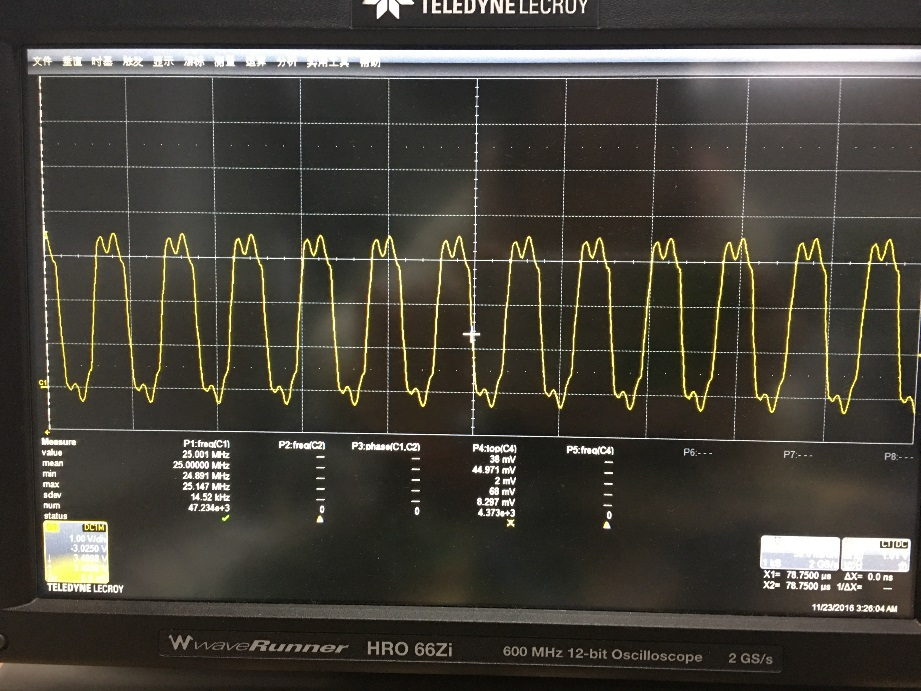 TELEDYNE LECROY
文件 垂直 时基 触发 显示 游标 测量 运算 分析 实用工具 帮助
C1
Measure P1:freq(C1) P2:freq(C2) P3:phase(C1,C2) P4:top(C4) P5:freq(C4) P6:--- P7:--- P8:---
value 25.001 MHz — — 38 mV —
mean 25.00000 MHz — — 44.971 mV —
min 24.891 MHz — — 2 mV —
max 25.147 MHz — — 68 mV —
sdev 14.52 kHz — — 8.297 mV —
num 47.234e+3 0 0 4.373e+3 0
status
DC1M
1.00 V/div
-3.0250 V
C1 DC
X1= 78.7500 µs ΔX= 0.0 ns
X2= 78.7500 µs 1/ΔX= —
TELEDYNE LECROY
11/23/2016 3:26:04 AM
waveRunner HRO 66Zi 600 MHz 12-bit Oscilloscope 2 GS/s